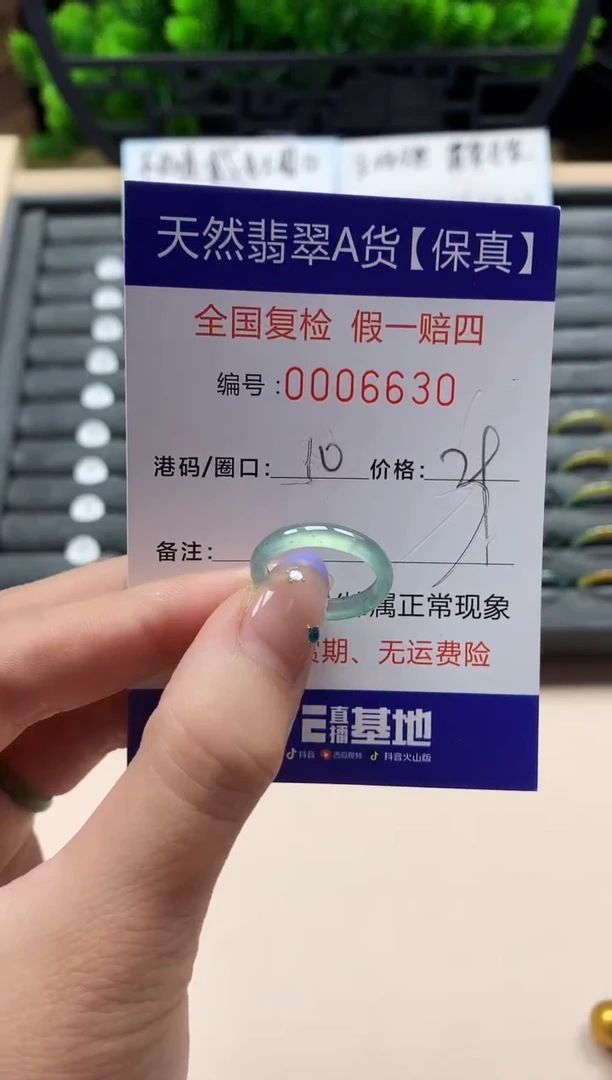 天然翡翠A货【保真】
全国复检 假一赔四
编号:0006630
港码/圈口: 10 价格:
备注:
属正常现象
期、无运费险
直播基地
抖音 西瓜视频 抖音火山版